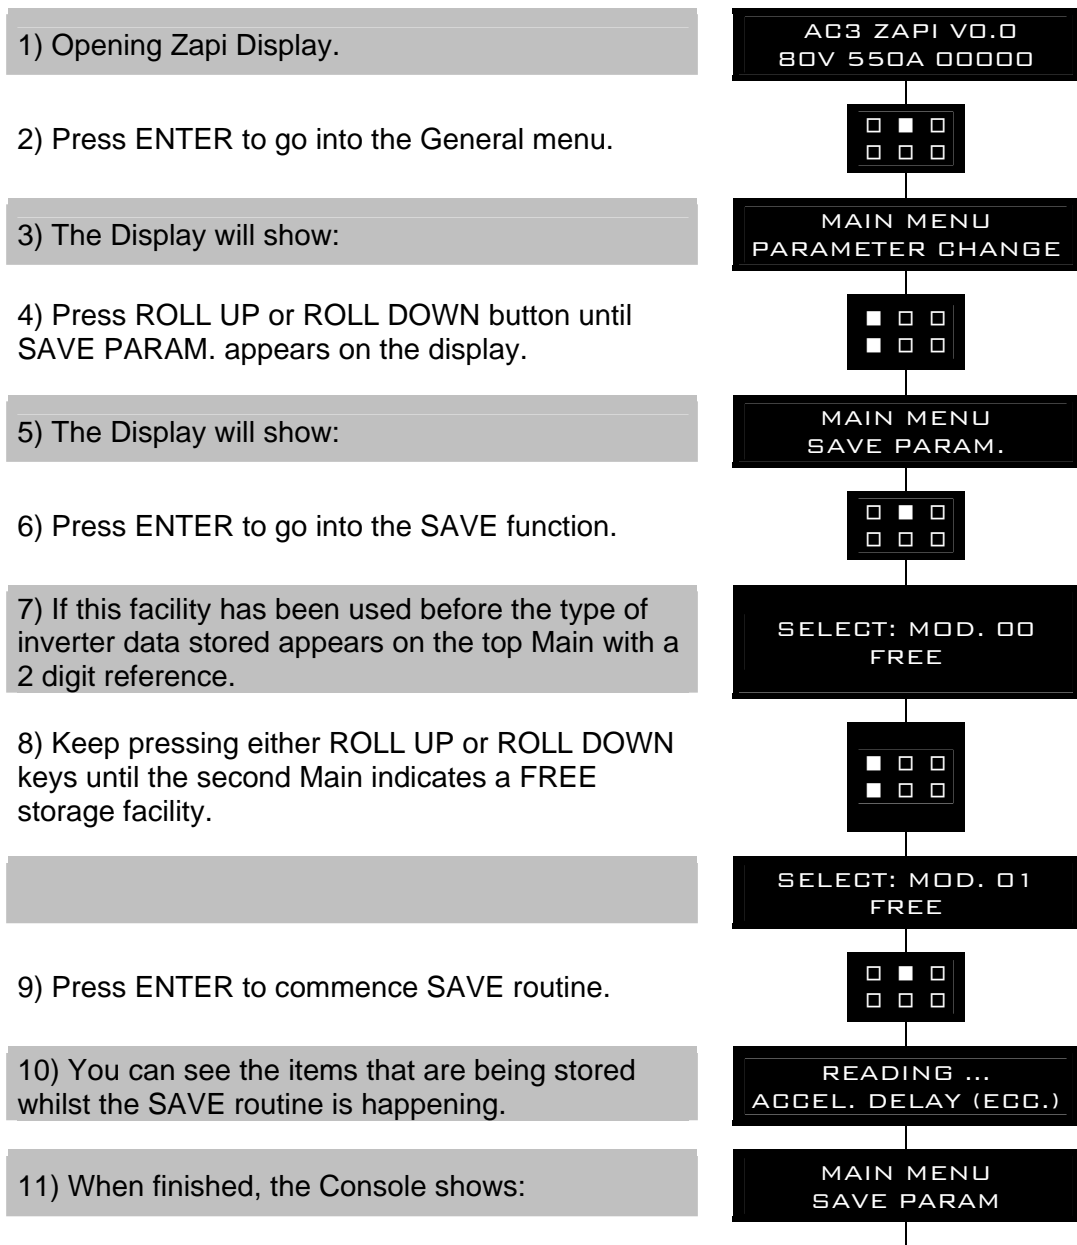 1) Opening Zapi Display.
AC3 ZAPI V0.0
80V 550A 00000
2) Press ENTER to go into the General menu.
3) The Display will show:
MAIN MENU
PARAMETER CHANGE
4) Press ROLL UP or ROLL DOWN button until
SAVE PARAM. appears on the display.
5) The Display will show:
MAIN MENU
SAVE PARAM.
6) Press ENTER to go into the SAVE function.
7) If this facility has been used before the type of
inverter data stored appears on the top Main with a
2 digit reference.
SELECT: MOD. 00
FREE
8) Keep pressing either ROLL UP or ROLL DOWN
keys until the second Main indicates a FREE
storage facility.
SELECT: MOD. 01
FREE
9) Press ENTER to commence SAVE routine.
10) You can see the items that are being stored
whilst the SAVE routine is happening.
READING ...
ACCEL. DELAY (ECC.)
11) When finished, the Console shows:
MAIN MENU
SAVE PARAM